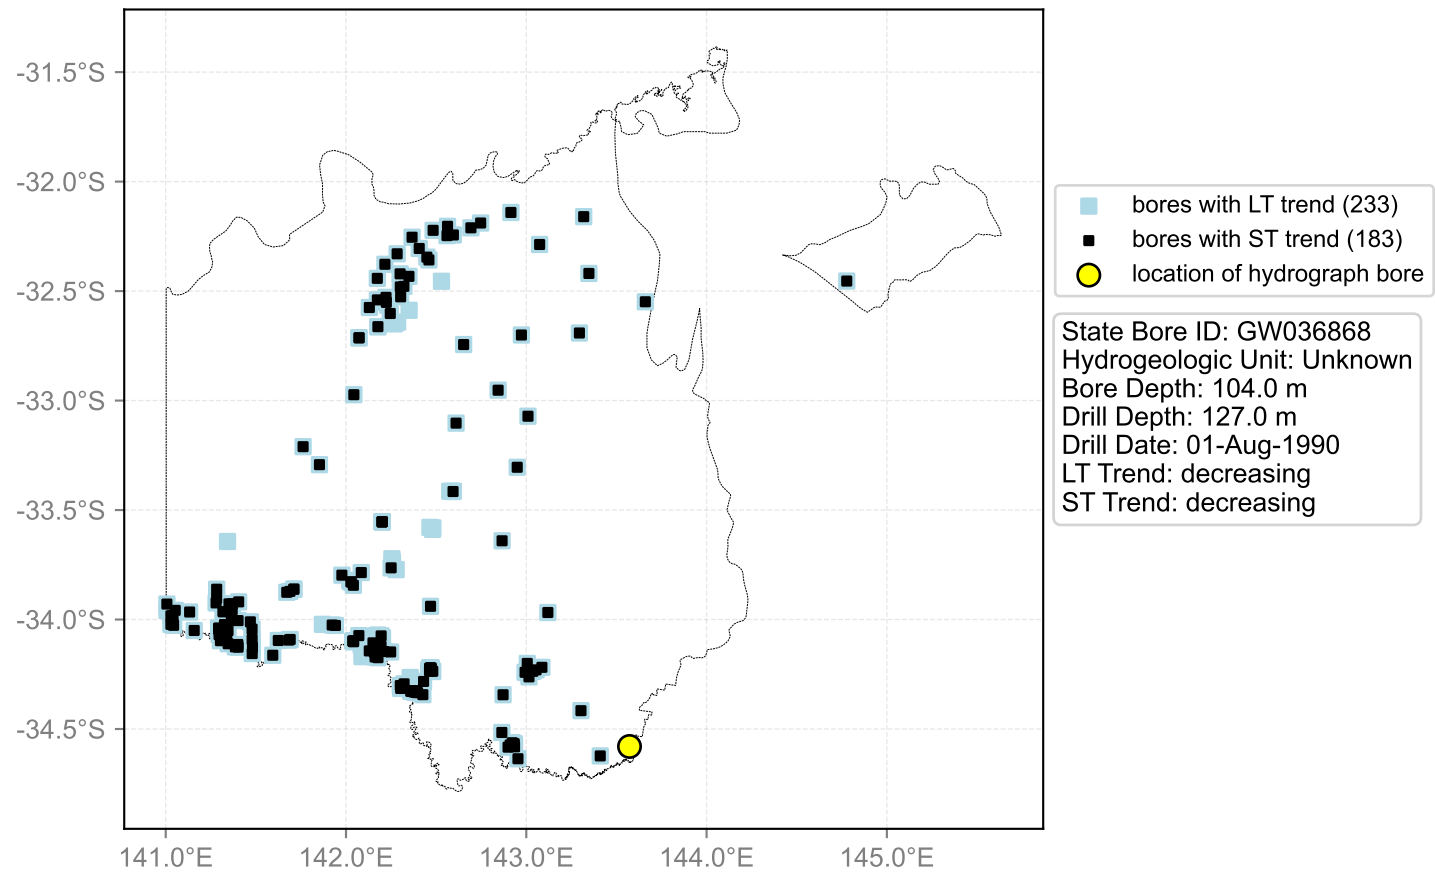 -31.5°S
-32.0°S
-32.5°S
-33.0°S
-33.5°S
-34.0°S
-34.5°S
141.0°E
142.0°E
143.0°E
144.0°E
145.0°E
bores with LT trend (233)
bores with ST trend (183)
location of hydrograph bore
State Bore ID: GW036868
Hydrogeologic Unit: Unknown
Bore Depth: 104.0 m
Drill Depth: 127.0 m
Drill Date: 01-Aug-1990
LT Trend: decreasing
ST Trend: decreasing